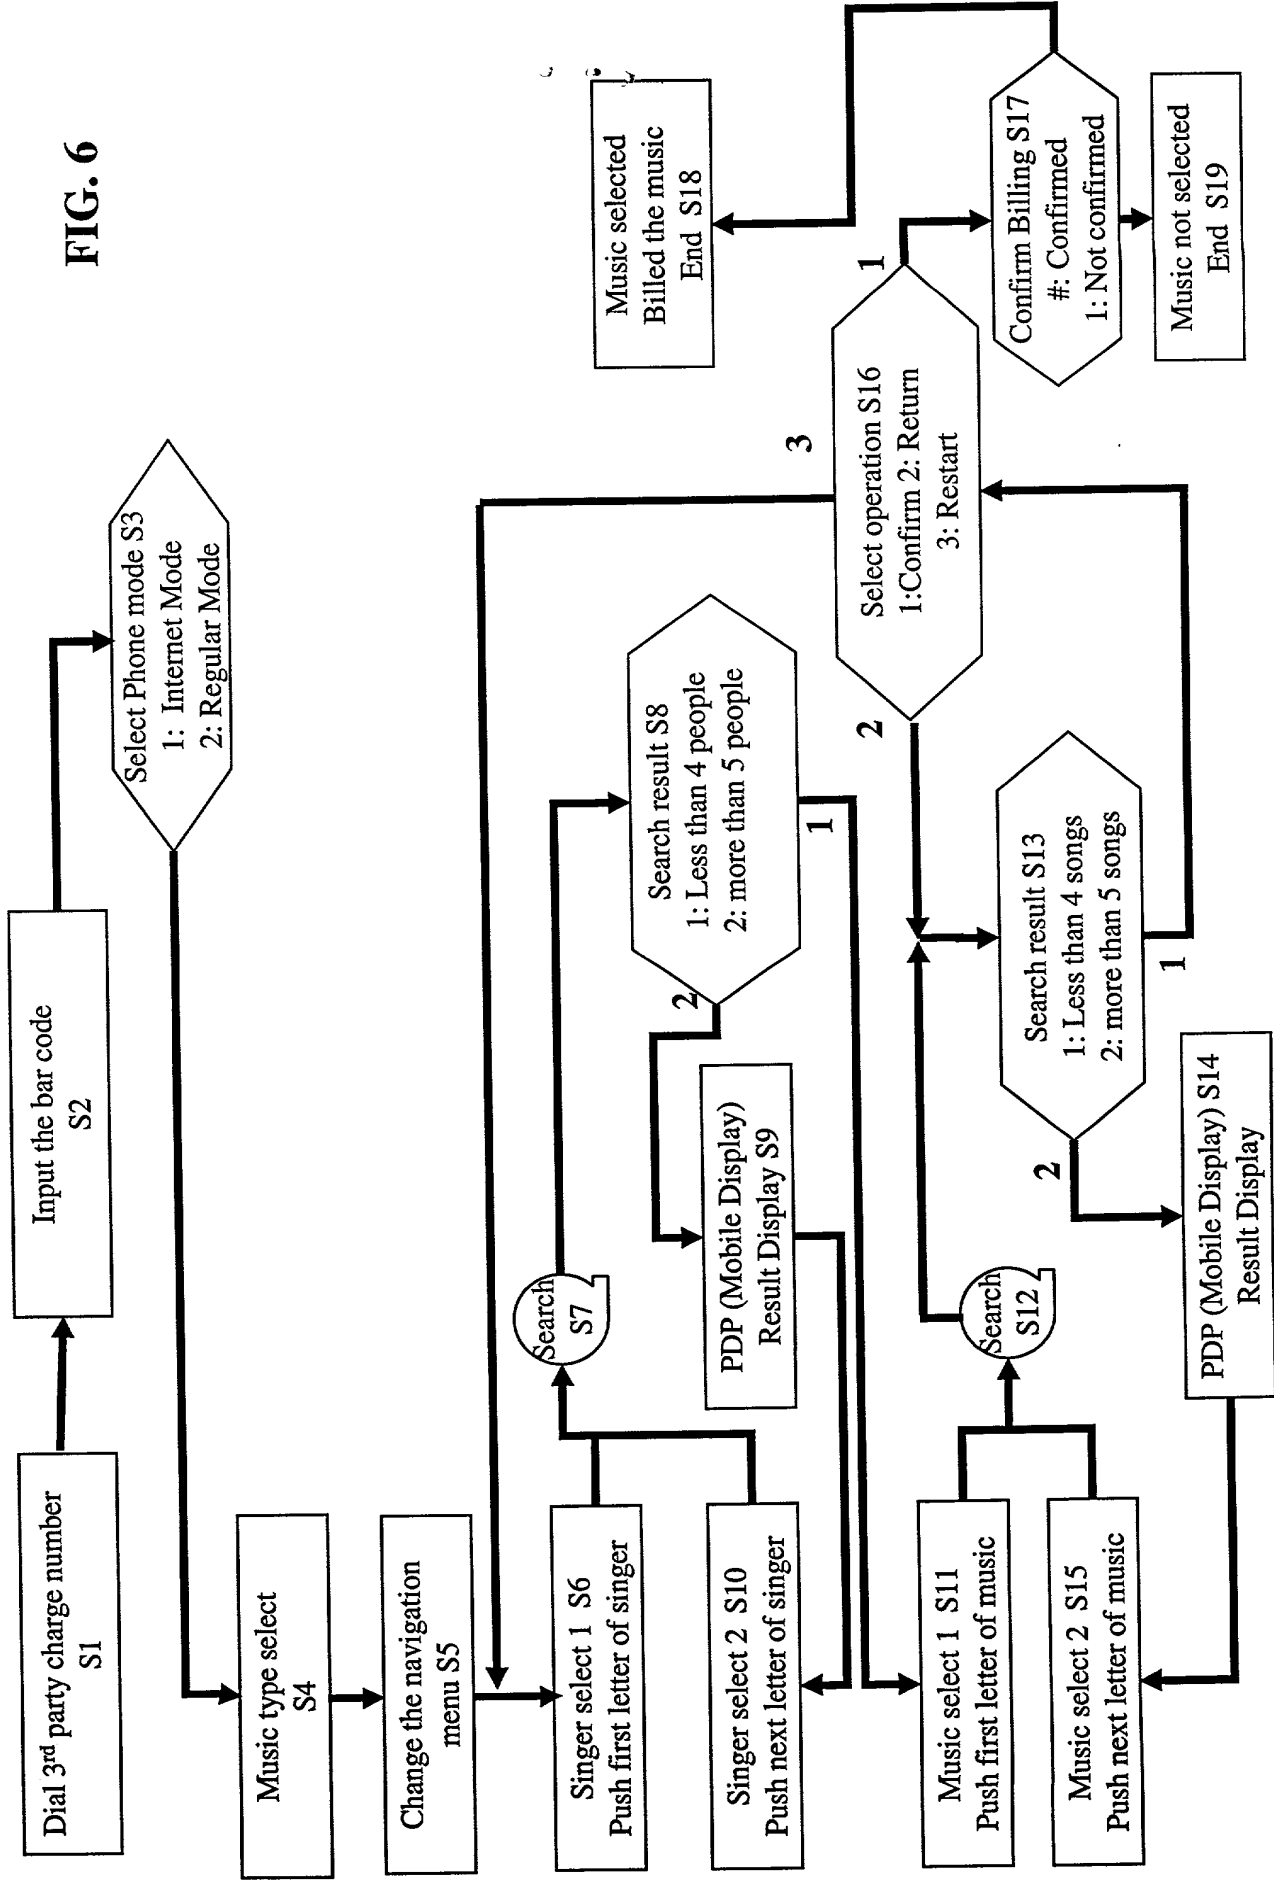 FIG. 6
Dial 3rd party charge number
S1
Input the bar code
S2
Select Phone mode S3
1: Internet Mode
2: Regular Mode
Music type select
S4
Change the navigation
menu S5
Singer select 1 S6
Push first letter of singer
Search
S7
Search result S8
1: Less than 4 people
2: more than 5 people
2
1
PDP (Mobile Display)
Result Display S9
Singer select 2 S10
Push next letter of singer
Music select 1 S11
Push first letter of music
Search
S12
Search result S13
1: Less than 4 songs
2: more than 5 songs
2
1
PDP (Mobile Display) S14
Result Display
Music select 2 S15
Push next letter of music
Select operation S16
1:Confirm 2: Return
3: Restart
3
2
1
Confirm Billing S17
#: Confirmed
1: Not confirmed
Music selected
Billed the music
End S18
Music not selected
End S19